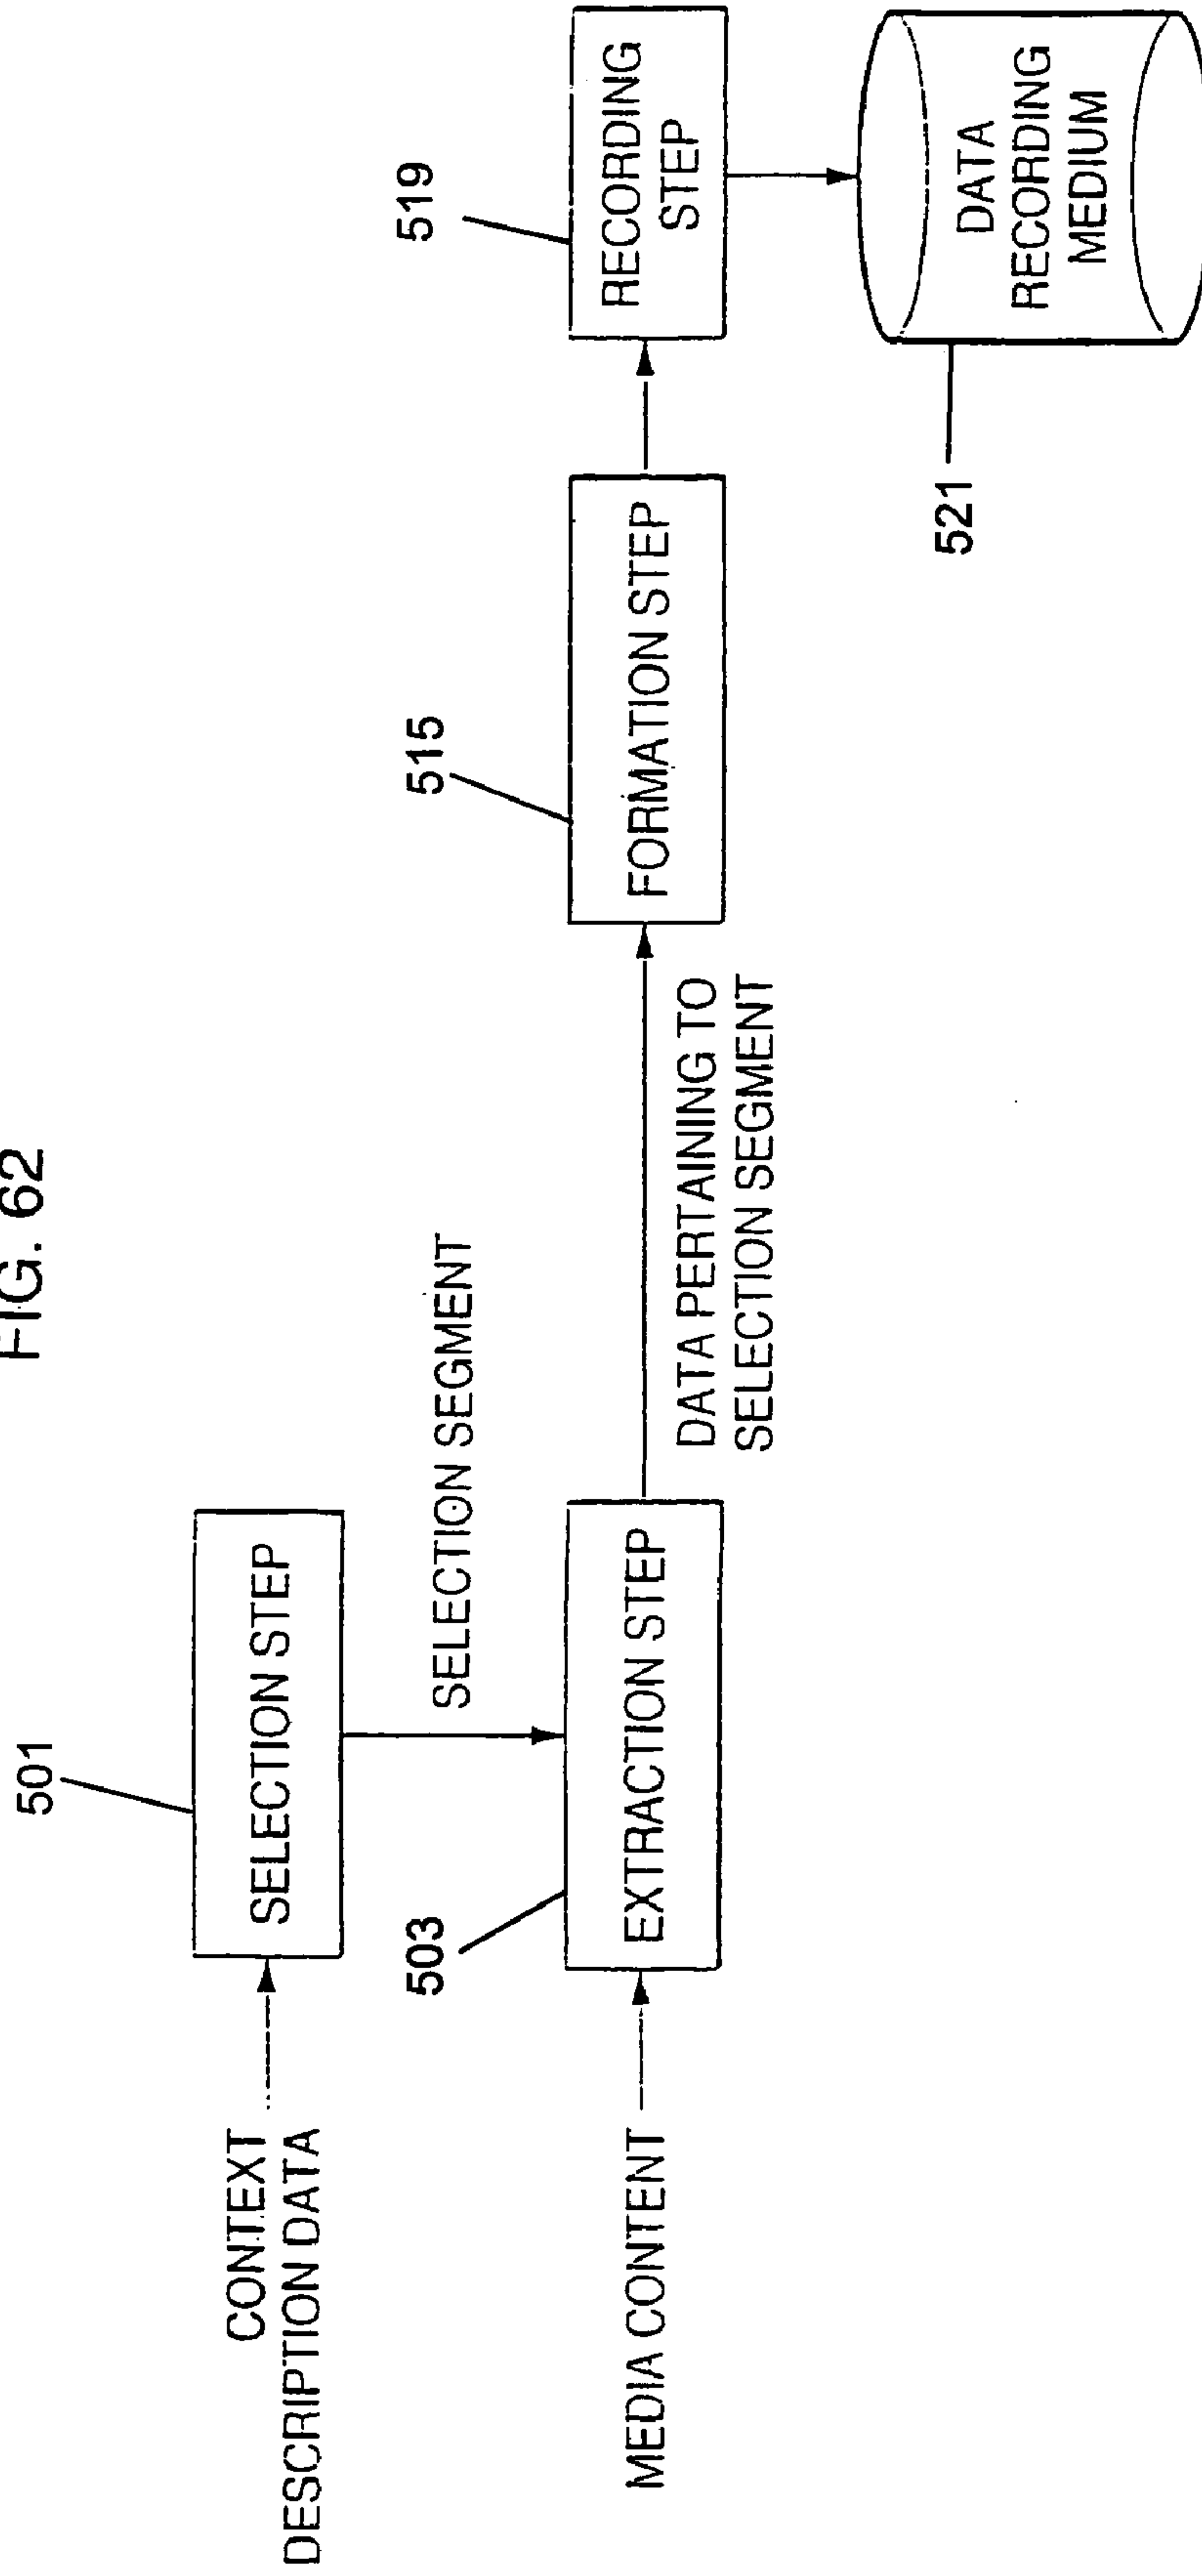 FIG. 62
501
SELECTION STEP
CONTEXT
DESCRIPTION DATA
SELECTION SEGMENT
503
EXTRACTION STEP
MEDIA CONTENT
DATA PERTAINING TO
SELECTION SEGMENT
515
FORMATION STEP
519
RECORDING
STEP
521
DATA
RECORDING
MEDIUM